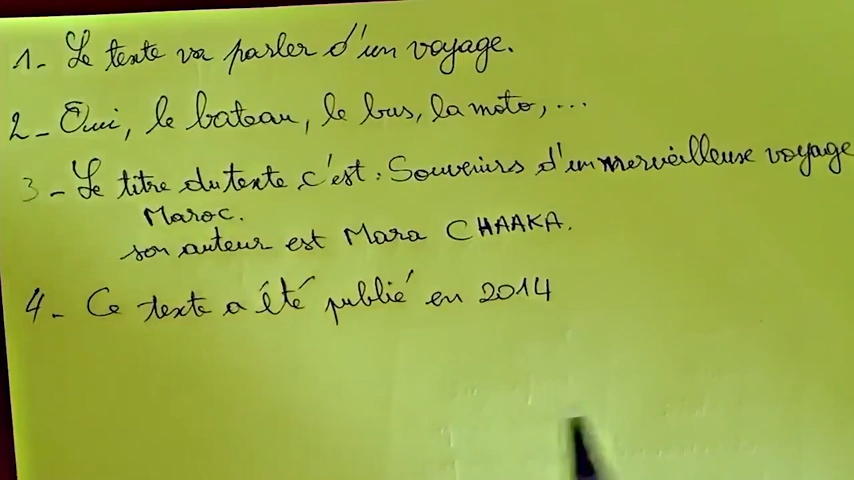 1- Le texte va parler d'un voyage.
2- Oui, le bateau, le bus, la moto, ...
3- Le titre du texte c'est : Souvenirs d'un merveilleuse voyage
Maroc.
son auteur est Mara CHAAKA.
4- Ce texte a été publié en 2014